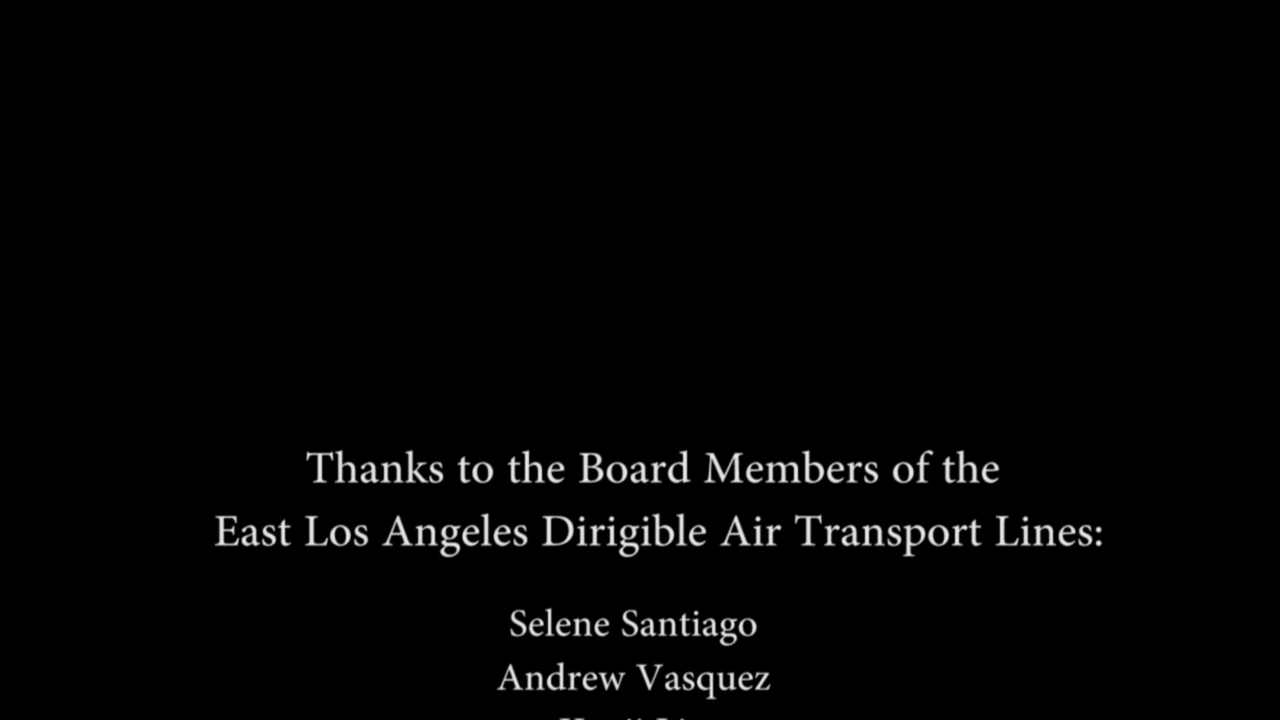 Thanks to the Board Members of the
East Los Angeles Dirigible Air Transport Lines:
Selene Santiago
Andrew Vasquez